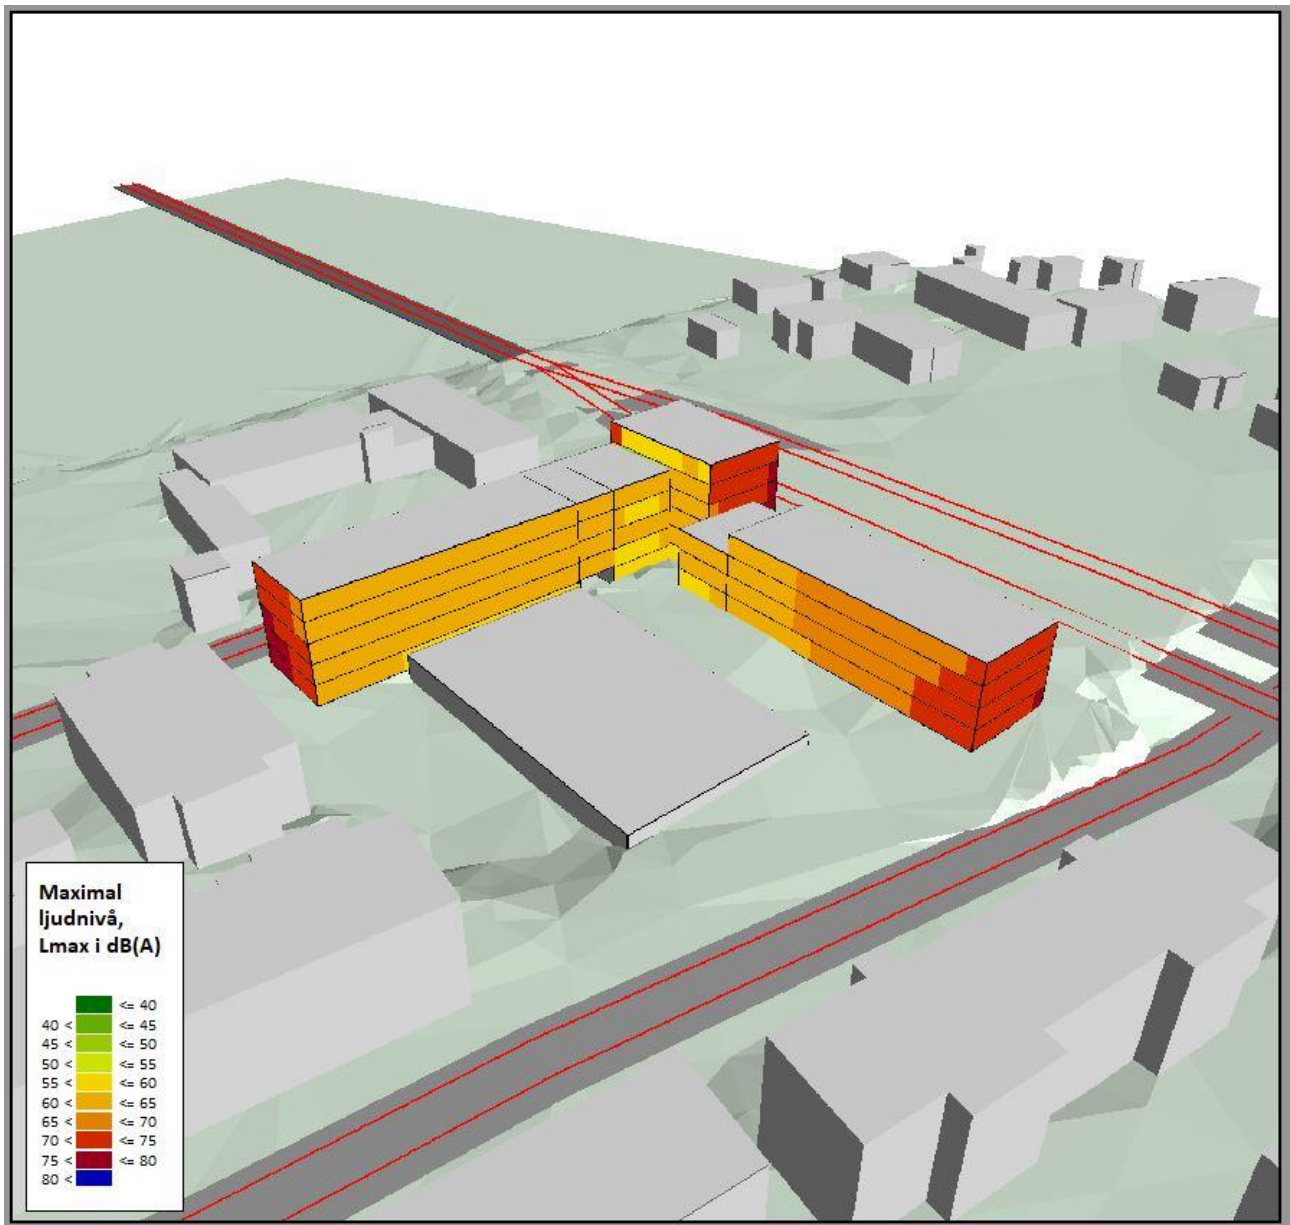 Maximal
ljudnivå,
Lmax i dB(A)
<= 40
40 < <= 45
45 < <= 50
50 < <= 55
55 < <= 60
60 < <= 65
65 < <= 70
70 < <= 75
75 < <= 80
80 <